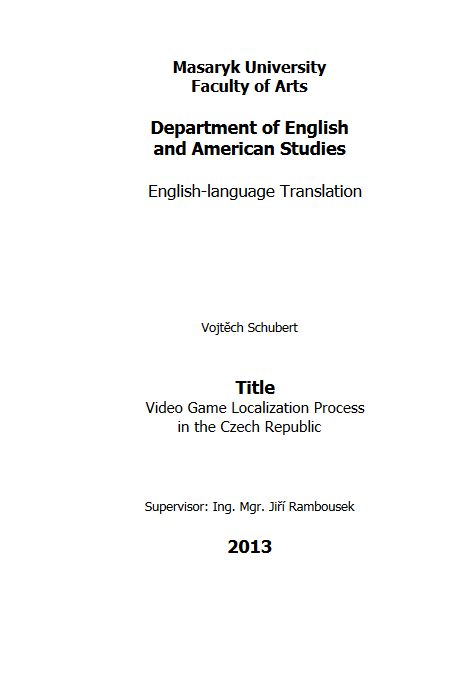 Masaryk University
Faculty of Arts
Department of English
and American Studies
English-language Translation
Vojtěch Schubert
Title
Video Game Localization Process
in the Czech Republic
Supervisor: Ing. Mgr. Jiří Rambousek
2013